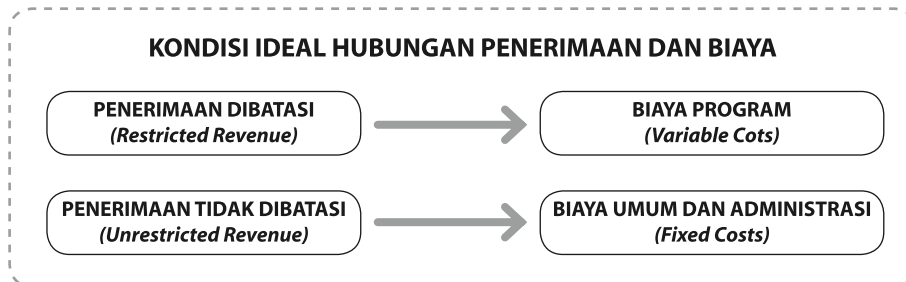 KONDISI IDEAL HUBUNGAN PENERIMAAN DAN BIAYA
PENERIMAAN DIBATASI
(Restricted Revenue)
BIAYA PROGRAM
(Variable Cots)
PENERIMAAN TIDAK DIBATASI
(Unrestricted Revenue)
BIAYA UMUM DAN ADMINISTRASI
(Fixed Costs)